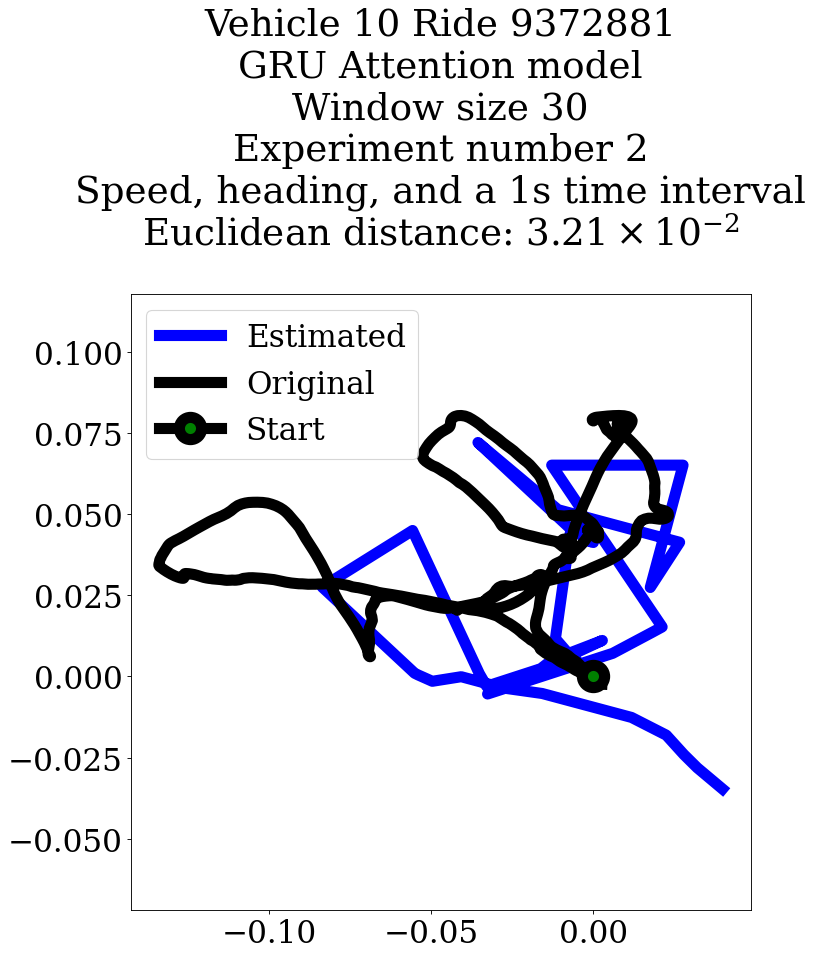 Vehicle 10 Ride 9372881
GRU Attention model
Window size 30
Experiment number 2
Speed, heading, and a 1s time interval
Euclidean distance: 3.21 × 10⁻²
Estimated
Original
Start
0.100
0.075
0.050
0.025
0.000
−0.025
−0.050
−0.10 −0.05 0.00